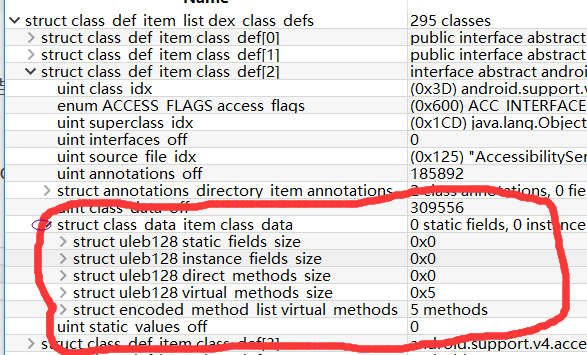 Name
struct class_def_item_list dex_class_defs 295 classes
struct class_def_item class_def[0] public interface abstract
struct class_def_item class_def[1] public interface abstract
struct class_def_item class_def[2] interface abstract androi
uint class_idx (0x3D) android.support.v
enum ACCESS_FLAGS access_flags (0x600) ACC_INTERFACE
uint superclass_idx (0x1CD) java.lang.Object
uint interfaces_off 0
uint source_file_idx (0x125) "AccessibilitySer
uint annotations_off 185892
struct annotations_directory_item annotations 2 class annotations, 0 fie
uint class_data_off 309556
struct class_data_item class_data 0 static fields, 0 instance
struct uleb128 static_fields_size 0x0
struct uleb128 instance_fields_size 0x0
struct uleb128 direct_methods_size 0x0
struct uleb128 virtual_methods_size 0x5
struct encoded_method_list virtual_methods 5 methods
uint static_values_off 0
struct class_def_item class_def[3] android.support.v4.acce